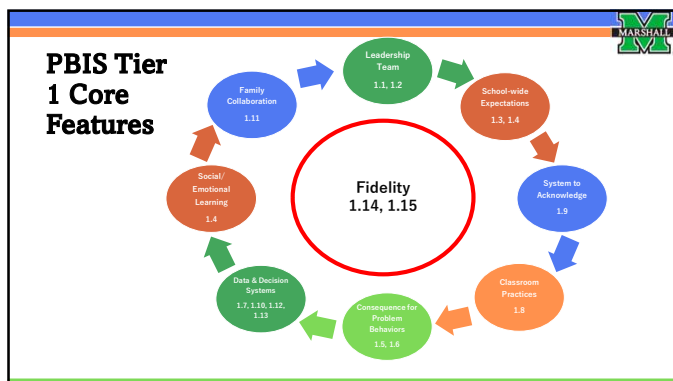 MARSHALL
PBIS Tier
1 Core
Features
Leadership
Team
1.1, 1.2
School-wide
Expectations
1.3, 1.4
System to
Acknowledge
1.9
Classroom
Practices
1.8
Consequence for
Problem
Behaviors
1.5, 1.6
Data & Decision
Systems
1.7, 1.10, 1.12,
1.13
Social/
Emotional
Learning
1.4
Family
Collaboration
1.11
Fidelity
1.14, 1.15